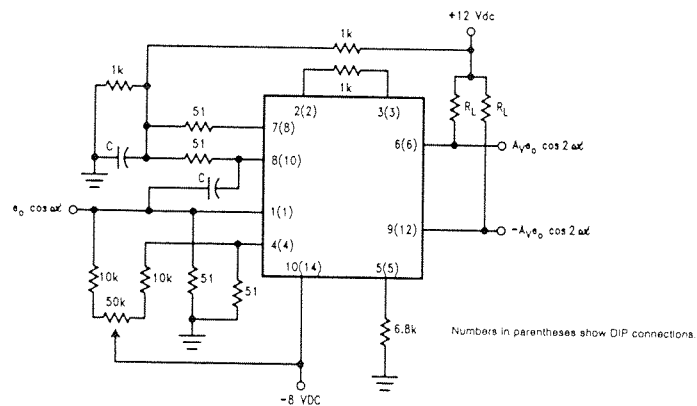 +12 Vdc
1k
1k
1k
2(2)
3(3)
R_L
R_L
51
7(8)
6(6)
A_V e_o cos 2 ωt
C
51
8(10)
C
e_o cos ωt
1(1)
9(12)
-A_V e_o cos 2 ωt
4(4)
10(14)
5(5)
10k
10k
51
51
50k
6.8k
Numbers in parentheses show DIP connections.
-8 VDC